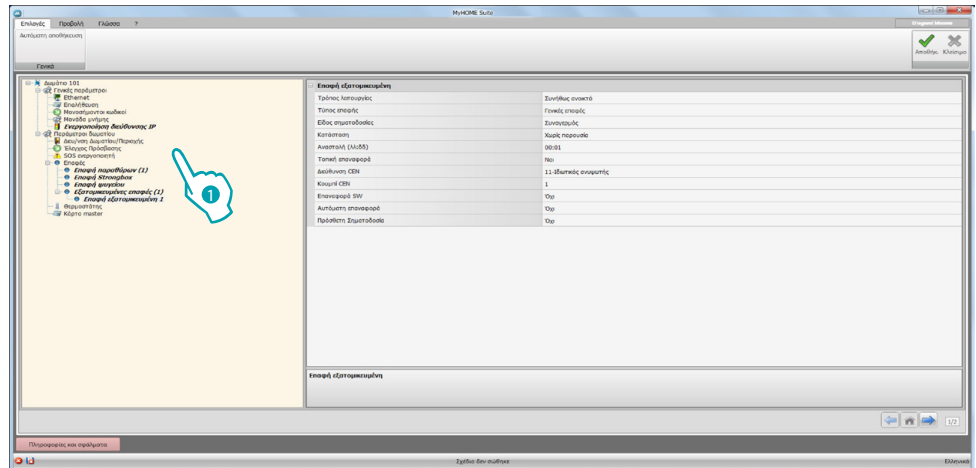 MyHOME Suite
Επιλογές Προβολή Γλώσσα ?
Αυτόματη αποθήκευση
Γενικά
Αποθήκ. Κλείσιμο
Δωμάτιο 101
Γενικές παράμετροι
Ethernet
Επαλήθευση
Μονοσήμαντοι κωδικοί
Μονάδα μνήμης
Ενεργοποίηση διεύθυνσης IP
Παράμετροι δωματίου
Διεύ/νση Δωματίου/Περιοχής
Έλεγχος Πρόσβασης
SOS ενεργοποιητή
Επαφές
Επαφή παραθύρων (1)
Επαφή Strongbox
Επαφή ψυγείου
Εξατομικευμένες επαφές (1)
Επαφή εξατομικευμένη 1
Θερμοστάτης
Κάρτα master
1
Επαφή εξατομικευμένη
Τρόπος λειτουργίας Συνήθως ανοικτό
Τύπος επαφής Γενικές επαφές
Είδος σηματοδοσίας Συναγερμός
Κατάσταση Χωρίς παρουσία
Αναστολή (ΛΛ:δδ) 00:01
Τοπική επαναφορά Ναι
Διεύθυνση CEN 11-Ιδιωτικός ανυψωτής
Κουμπί CEN 1
Επαναφορά SW Όχι
Αυτόματη επαναφορά Όχι
Πρόσθετη Σηματοδοσία Όχι
Επαφή εξατομικευμένη
1/2
Πληροφορίες και σφάλματα
Σχέδιο δεν σώθηκε
Ελληνικά